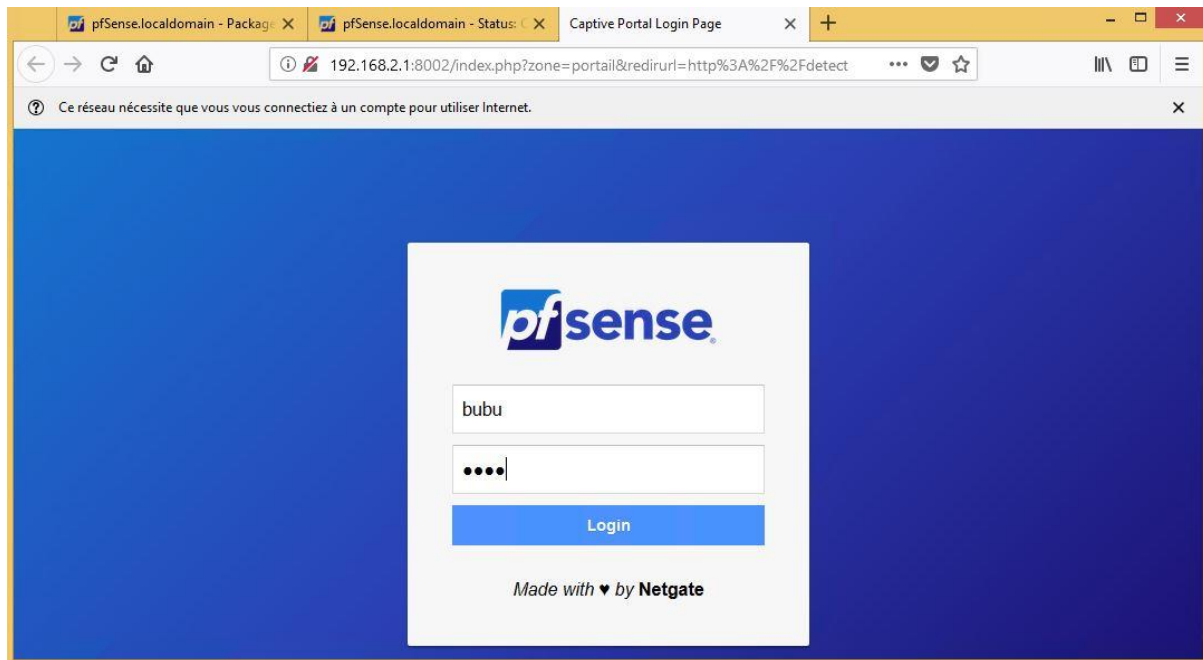 pfSense.localdomain - Package
pfSense.localdomain - Status: C
Captive Portal Login Page
192.168.2.1:8002/index.php?zone=portail&redirurl=http%3A%2F%2Fdetect
Ce réseau nécessite que vous vous connectiez à un compte pour utiliser Internet.
pfsense
bubu
••••
Login
Made with ♥ by Netgate